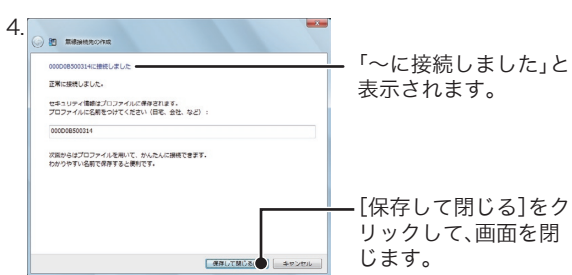 4.
無線接続先の作成
000D0B500314に接続しました
正常に接続しました。
セキュリティ情報はプロファイルに保存されます。
プロファイルに名前をつけてください（自宅、会社、など）：
000D0B500314
次回からはプロファイルを用いて、かんたんに接続できます。
わかりやすい名前で保存すると便利です。
保存して閉じる
キャンセル
「～に接続しました」と
表示されます。
[保存して閉じる]をク
リックして、画面を閉
じます。